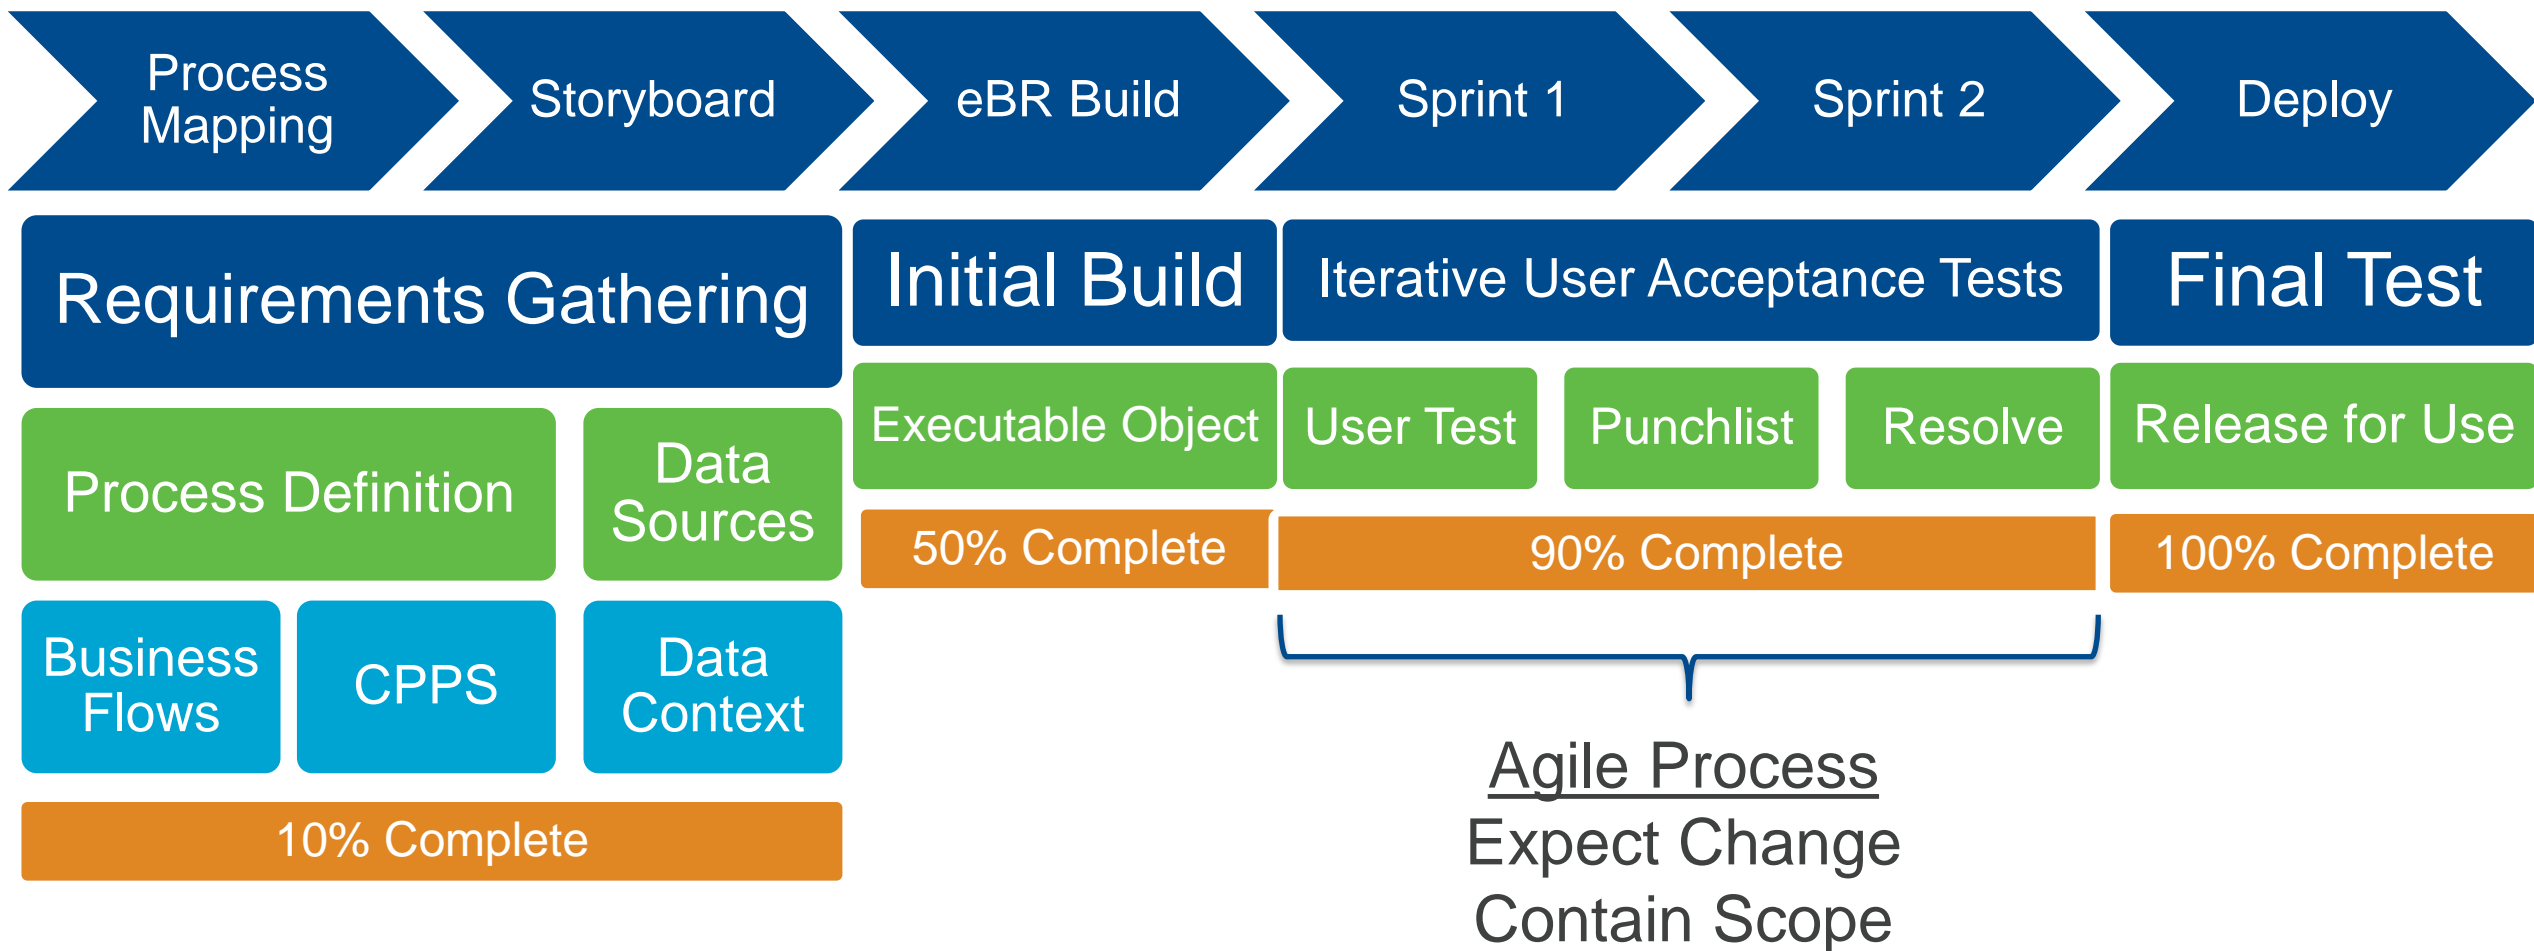 Process
Mapping
Storyboard
eBR Build
Sprint 1
Sprint 2
Deploy
Requirements Gathering
Initial Build
Iterative User Acceptance Tests
Final Test
Process Definition
Data
Sources
Executable Object
User Test
Punchlist
Resolve
Release for Use
Business
Flows
CPPS
Data
Context
50% Complete
90% Complete
100% Complete
10% Complete
Agile Process
Expect Change
Contain Scope